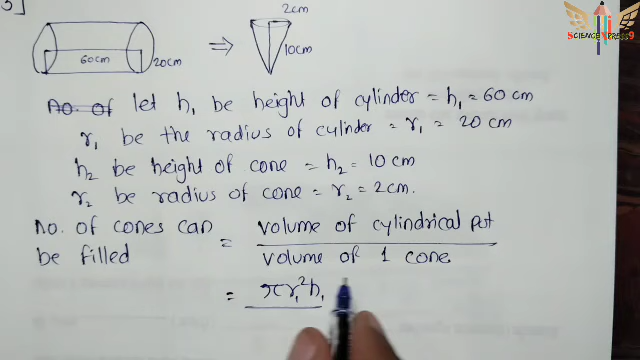 3]
SCIENCEXPRESS9
2cm
60cm
20cm
⇒
10cm
No. of let h₁ be height of cylinder = h₁ = 60 cm
r₁ be the radius of cylinder = r₁ = 20 cm
h₂ be height of cone = h₂ = 10 cm
r₂ be radius of cone = r₂ = 2cm.
No. of cones can be filled = volume of cylindrical pot / volume of 1 cone
= πr₁²h₁